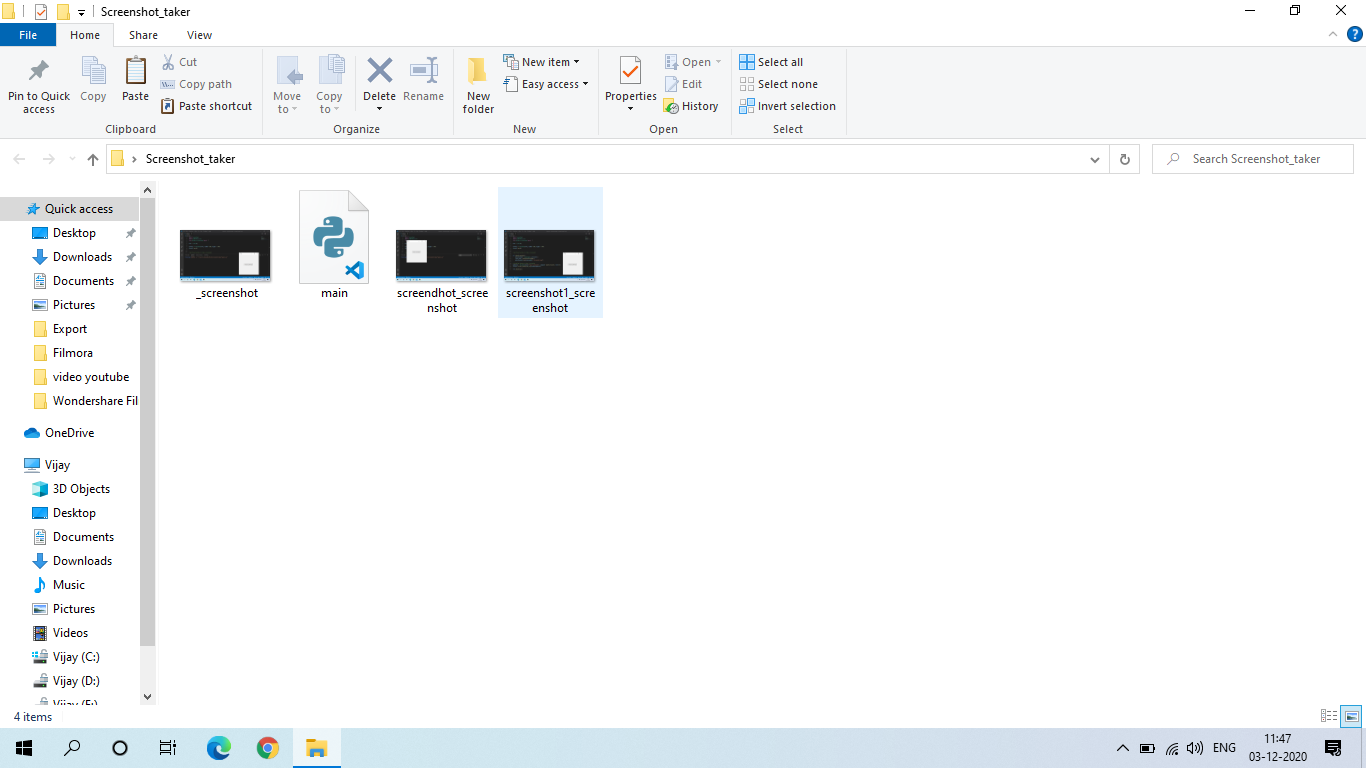 Screenshot_taker
File Home Share View
Pin to Quick access
Copy
Paste
Cut
Copy path
Paste shortcut
Clipboard
Move to
Copy to
Delete
Rename
Organize
New folder
New item
Easy access
New
Properties
Open
Edit
History
Open
Select all
Select none
Invert selection
Select
Screenshot_taker
Search Screenshot_taker
Quick access
Desktop
Downloads
Documents
Pictures
Export
Filmora
video youtube
Wondershare Fil
OneDrive
Vijay
3D Objects
Desktop
Documents
Downloads
Music
Pictures
Videos
Vijay (C:)
Vijay (D:)
_screenshot
main
screendhot_scree
nshot
screenshot1_scre
enshot
4 items
ENG
11:47
03-12-2020